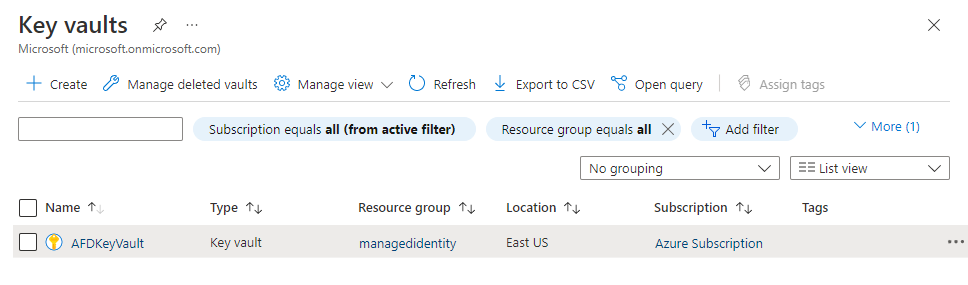 Key vaults
Microsoft (microsoft.onmicrosoft.com)
Create Manage deleted vaults Manage view Refresh Export to CSV Open query Assign tags
Subscription equals all (from active filter) Resource group equals all Add filter More (1)
No grouping List view
Name Type Resource group Location Subscription Tags
AFDKeyVault Key vault managedidentity East US Azure Subscription